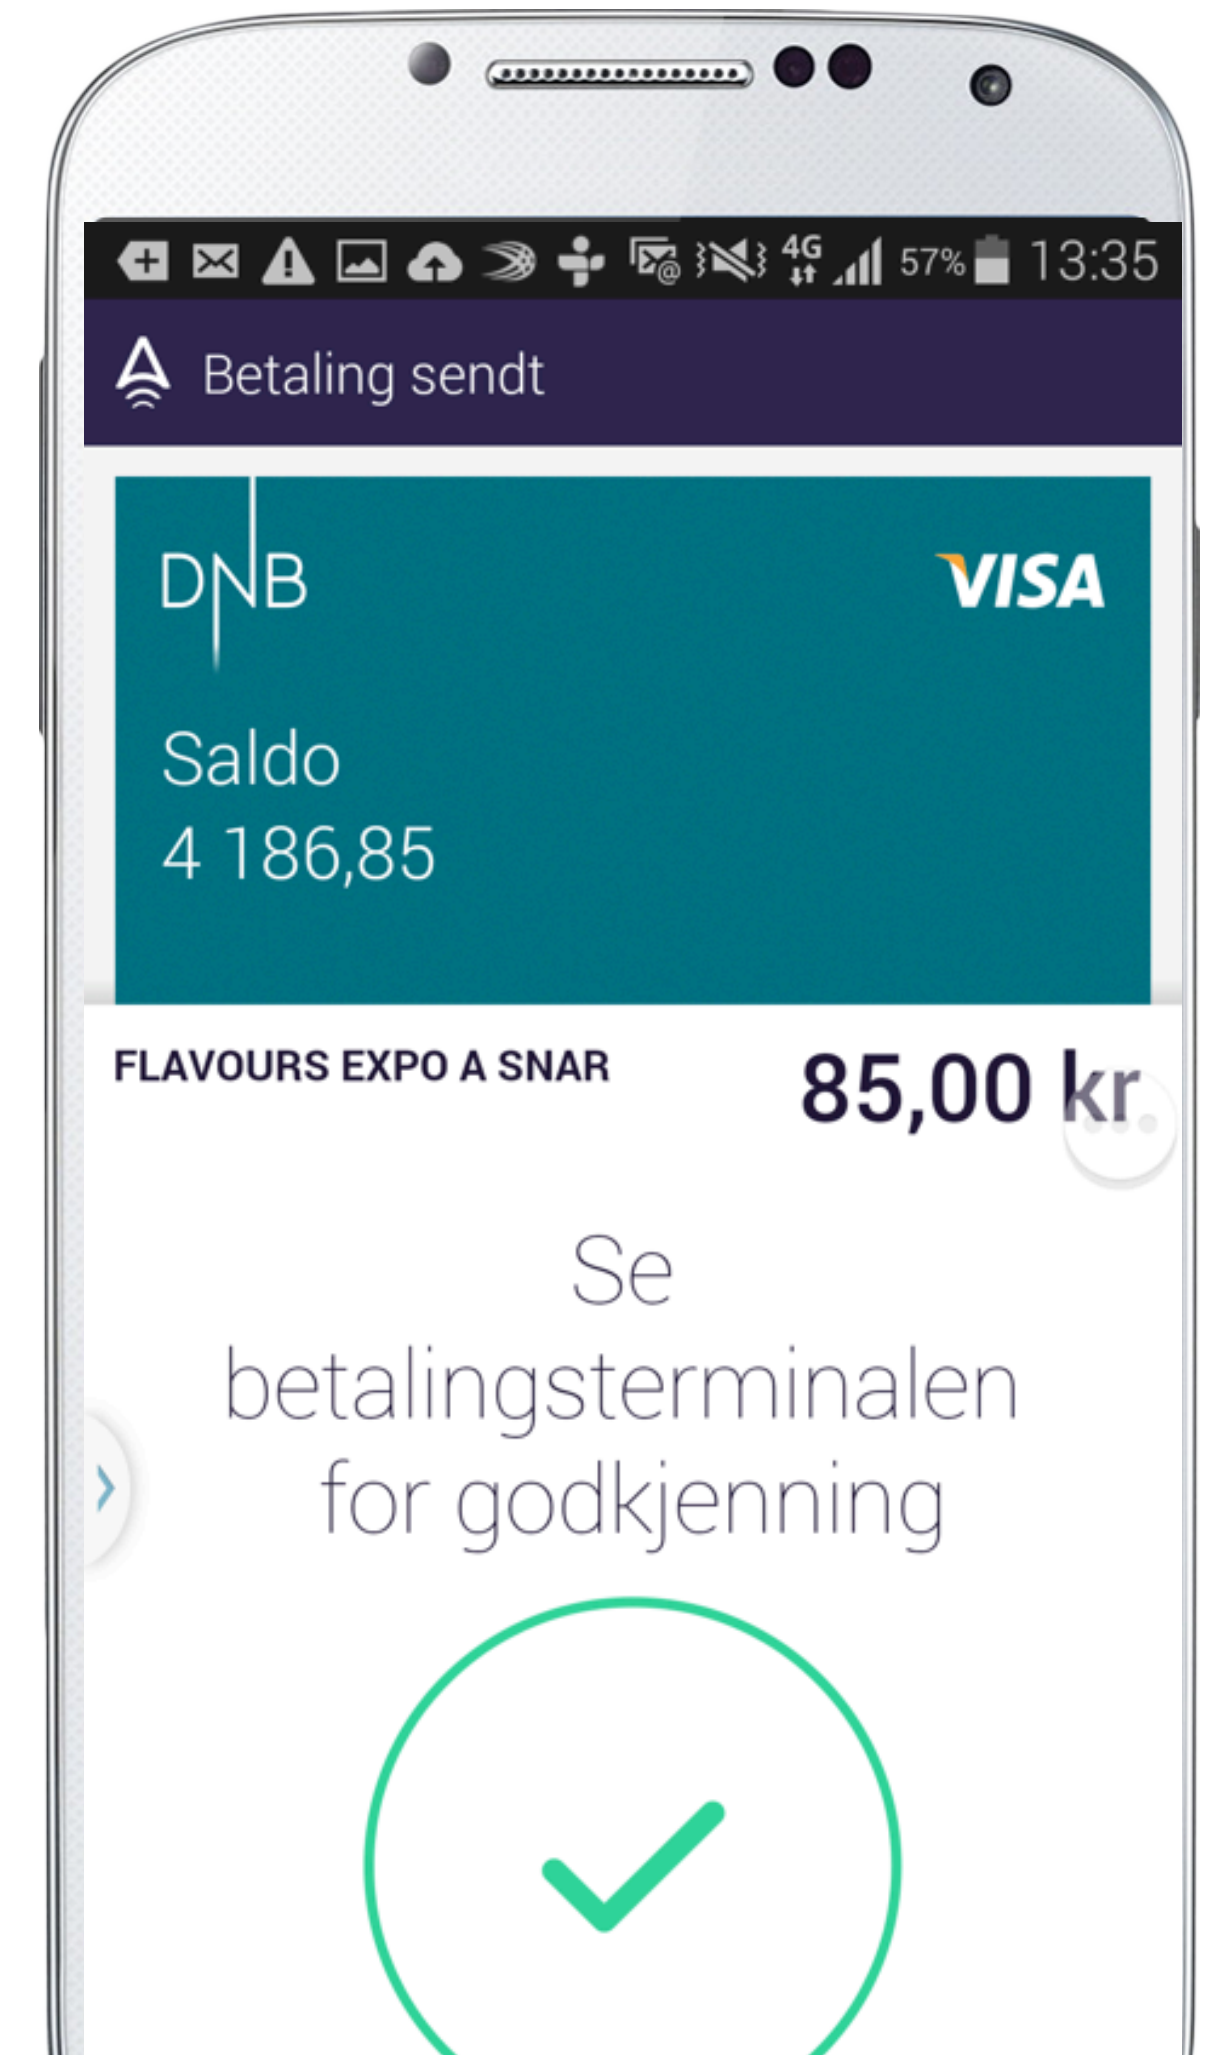 4G 57% 13:35
Betaling sendt
DNB VISA
Saldo
4 186,85
FLAVOURS EXPO A SNAR 85,00 kr
Se
betalingsterminalen
for godkjenning